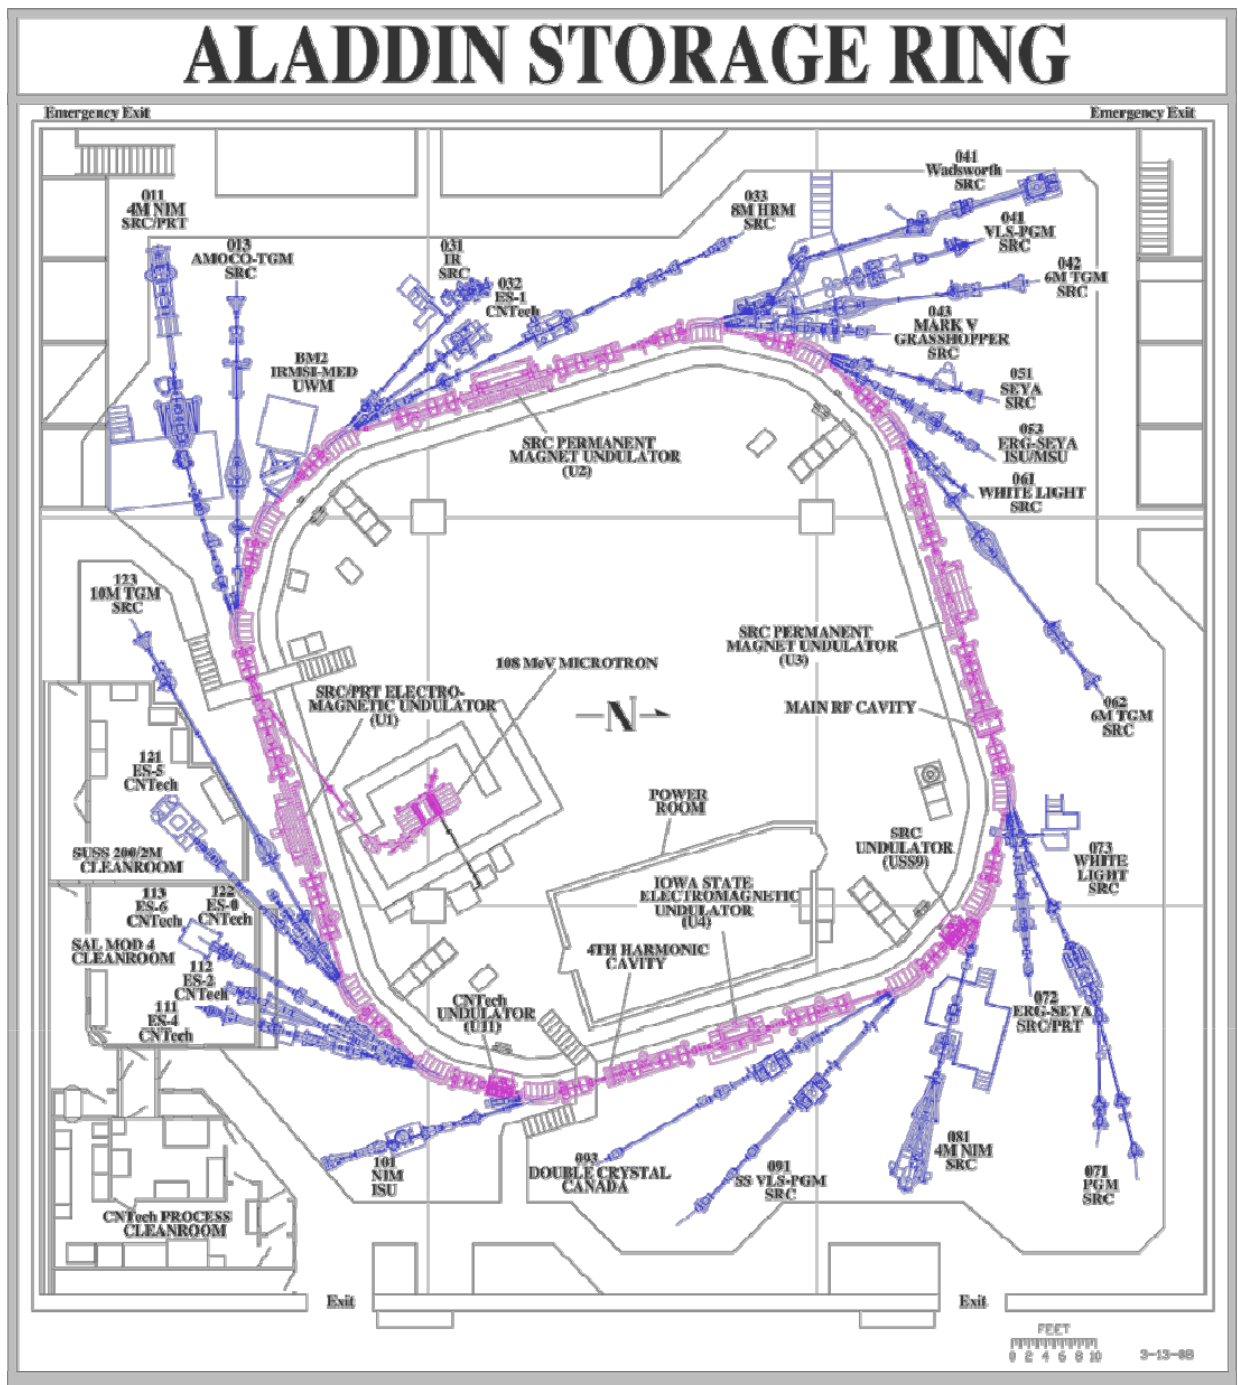 ALADDIN STORAGE RING
Emergency Exit
Emergency Exit
011
4M NIM
SRC/PRT
013
AMOCO-TGM
SRC
031
IR
SRC
032
ES-1
CNTech
033
8M HRM
SRC
041
Wadsworth
SRC
041
VLS-PGM
SRC
042
6M TGM
SRC
043
MARK V
GRASSHOPPER
SRC
BM2
IRMSI-MED
UWM
051
SEYA
SRC
053
ERG-SEYA
ISU/MSU
061
WHITE LIGHT
SRC
SRC PERMANENT
MAGNET UNDULATOR
(U2)
123
10M TGM
SRC
SRC PERMANENT
MAGNET UNDULATOR
(U3)
108 MeV MICROTRON
SRC/PRT ELECTRO-
MAGNETIC UNDULATOR
(U1)
N
MAIN RF CAVITY
062
6M TGM
SRC
121
ES-5
CNTech
POWER
ROOM
SUSS 200/2M
CLEANROOM
SRC
UNDULATOR
(USS9)
073
WHITE
LIGHT
SRC
113
ES-6
CNTech
122
ES-0
CNTech
IOWA STATE
ELECTROMAGNETIC
UNDULATOR
(U4)
SAL MOD 4
CLEANROOM
4TH HARMONIC
CAVITY
112
ES-2
CNTech
111
ES-4
CNTech
CNTech
UNDULATOR
(U11)
072
ERG-SEYA
SRC/PRT
101
NIM
ISU
093
DOUBLE CRYSTAL
CANADA
091
SS VLS-PGM
SRC
081
4M NIM
SRC
071
PGM
SRC
CNTech PROCESS
CLEANROOM
Exit
Exit
FEET
0 2 4 6 8 10